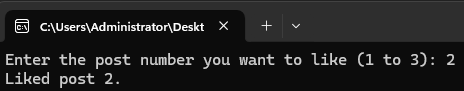 C:\Users\Administrator\Deskt
Enter the post number you want to like (1 to 3): 2
Liked post 2.